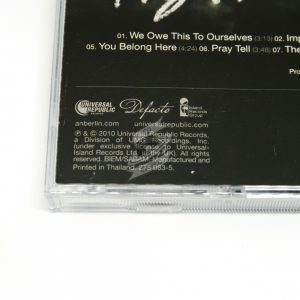 01. We Owe This To Ourselves (3:13) 02. Imp
05. You Belong Here (4:24) 06. Pray Tell (3:48) 07. The
Pro
UNIVERSAL
REPUBLIC
Defacto
Island
Records
Group
anberlin.com universalrepublic.com
℗ © 2010 Universal Republic Records,
a Division of UMG Recordings, Inc.
(under exclusive license to Universal-
Island Records Ltd. in the UK). All rights
reserved. BIEM/SABAM. Manufactured and
Printed in Thailand. 275 063-5.